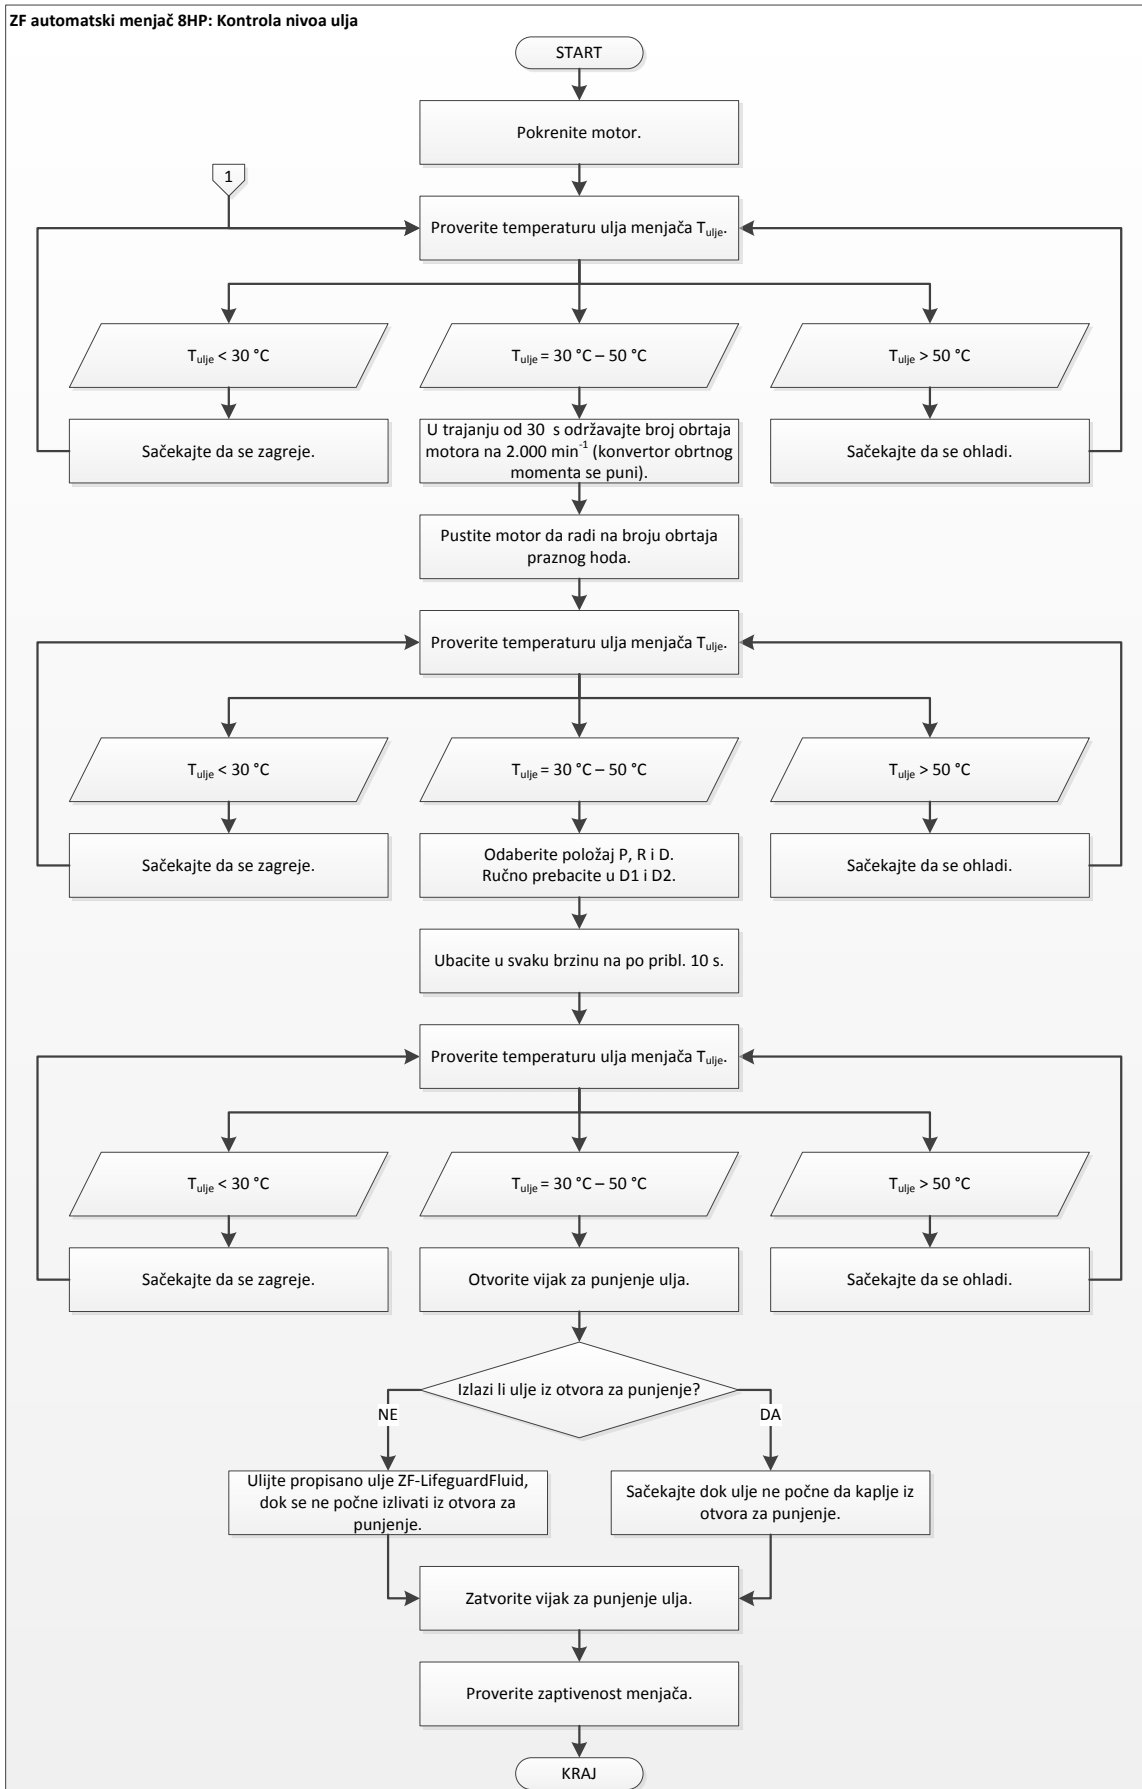 ZF automatski menjač 8HP: Kontrola nivoa ulja
START
Pokrenite motor.
1
Proverite temperaturu ulja menjača Tulje.
Tulje < 30 °C
Tulje = 30 °C – 50 °C
Tulje > 50 °C
Sačekajte da se zagreje.
U trajanju od 30 s održavajte broj obrtaja
motora na 2.000 min-1 (konvertor obrtnog
momenta se puni).
Sačekajte da se ohladi.
Pustite motor da radi na broju obrtaja
praznog hoda.
Proverite temperaturu ulja menjača Tulje.
Tulje < 30 °C
Tulje = 30 °C – 50 °C
Tulje > 50 °C
Sačekajte da se zagreje.
Odaberite položaj P, R i D.
Ručno prebacite u D1 i D2.
Sačekajte da se ohladi.
Ubacite u svaku brzinu na po pribl. 10 s.
Proverite temperaturu ulja menjača Tulje.
Tulje < 30 °C
Tulje = 30 °C – 50 °C
Tulje > 50 °C
Sačekajte da se zagreje.
Otvorite vijak za punjenje ulja.
Sačekajte da se ohladi.
Izlazi li ulje iz otvora za punjenje?
NE
DA
Ulijte propisano ulje ZF-LifeguardFluid,
dok se ne počne izlivati iz otvora za
punjenje.
Sačekajte dok ulje ne počne da kaplje iz
otvora za punjenje.
Zatvorite vijak za punjenje ulja.
Proverite zaptivenost menjača.
KRAJ